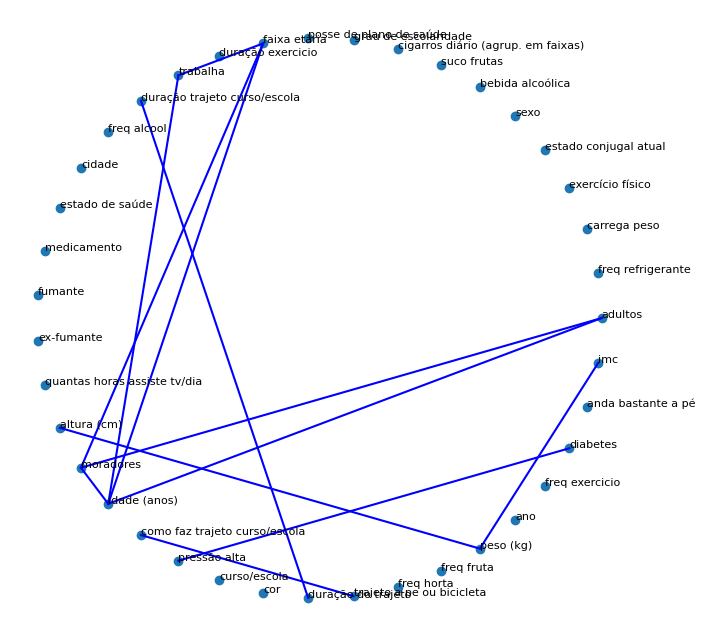 faixa etária
posse de plano de saúde
grau de escolaridade
cigarros diário (agrup. em faixas)
duração exercicio
suco frutas
trabalha
bebida alcoólica
duração trajeto curso/escola
sexo
freq alcool
estado conjugal atual
cidade
exercício físico
estado de saúde
carrega peso
medicamento
freq refrigerante
fumante
adultos
ex-fumante
imc
quantas horas assiste tv/dia
anda bastante a pé
altura (cm)
diabetes
moradores
freq exercicio
idade (anos)
ano
como faz trajeto curso/escola
peso (kg)
pressão alta
freq fruta
curso/escola
freq horta
cor
duração do trajeto
trajeto a pe ou bicicleta